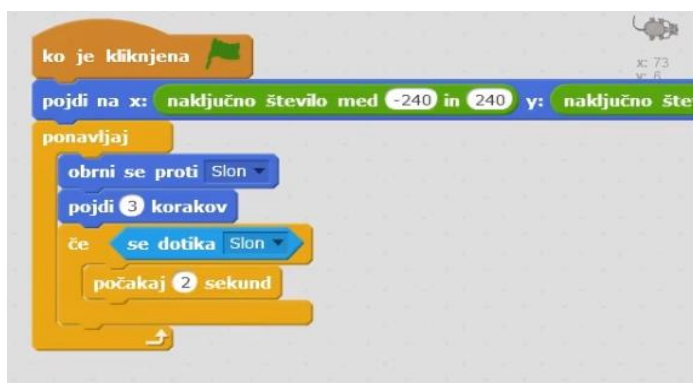 ko je kliknjena
x: 73
y: 6
pojdi na x: naključno število med -240 in 240 y: naključno šte
ponavljaj
obrni se proti Slon
pojdi 3 korakov
če se dotika Slon
počakaj 2 sekund